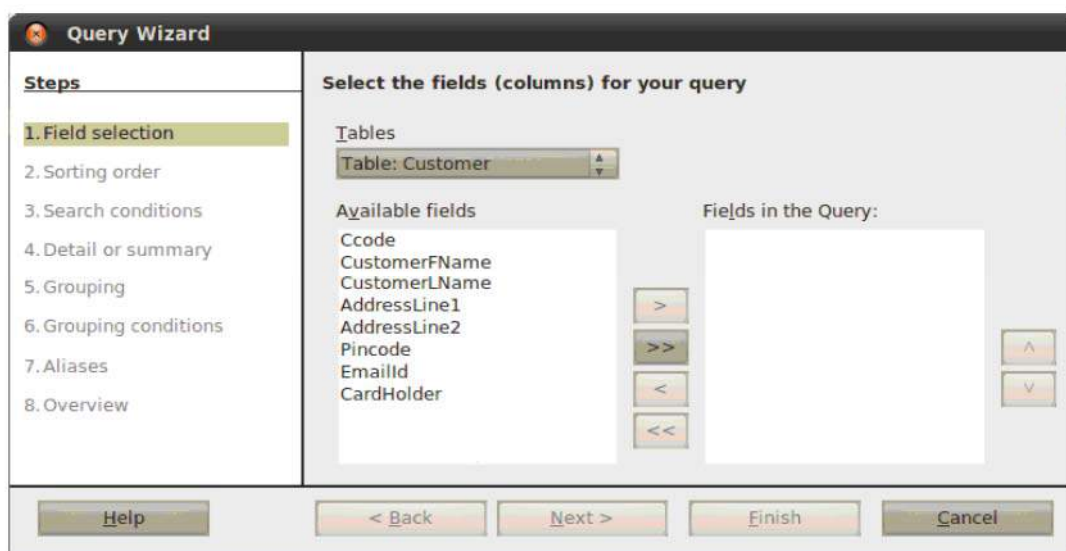 Query Wizard
Steps
1. Field selection
2. Sorting order
3. Search conditions
4. Detail or summary
5. Grouping
6. Grouping conditions
7. Aliases
8. Overview
Select the fields (columns) for your query
Tables
Table: Customer
Available fields
Ccode
CustomerFName
CustomerLName
AddressLine1
AddressLine2
Pincode
EmailId
CardHolder
>
>>
<
<<
Fields in the Query:
^
v
Help
< Back
Next >
Finish
Cancel